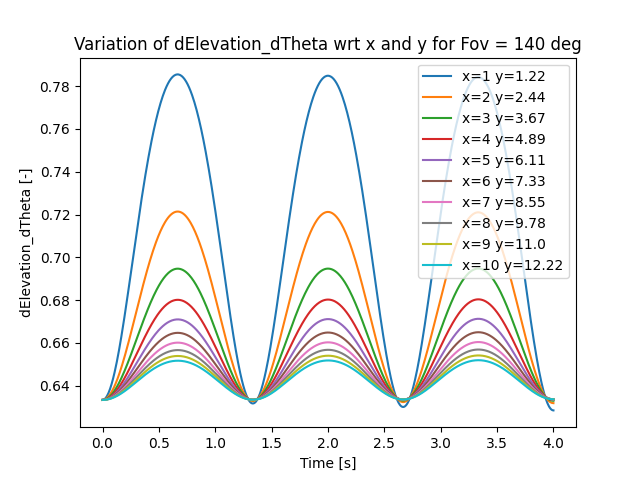 Variation of dElevation_dTheta wrt x and y for Fov = 140 deg
dElevation_dTheta [-]
0.78
0.76
0.74
0.72
0.70
0.68
0.66
0.64
x=1 y=1.22
x=2 y=2.44
x=3 y=3.67
x=4 y=4.89
x=5 y=6.11
x=6 y=7.33
x=7 y=8.55
x=8 y=9.78
x=9 y=11.0
x=10 y=12.22
0.0 0.5 1.0 1.5 2.0 2.5 3.0 3.5 4.0
Time [s]